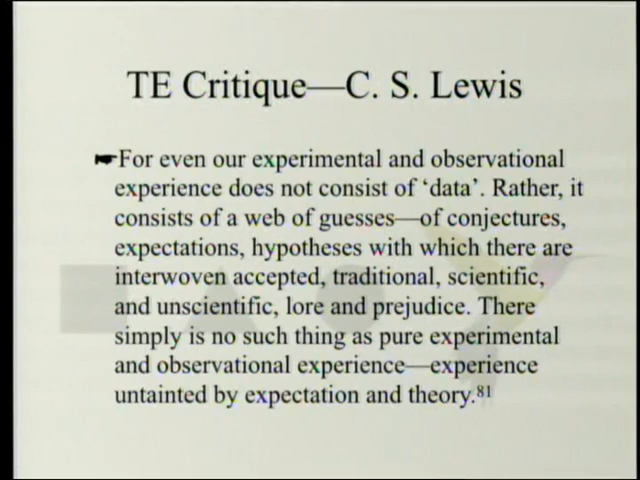 TE Critique—C. S. Lewis
☛For even our experimental and observational
experience does not consist of ‘data’. Rather, it
consists of a web of guesses—of conjectures,
expectations, hypotheses with which there are
interwoven accepted, traditional, scientific,
and unscientific, lore and prejudice. There
simply is no such thing as pure experimental
and observational experience—experience
untainted by expectation and theory.81